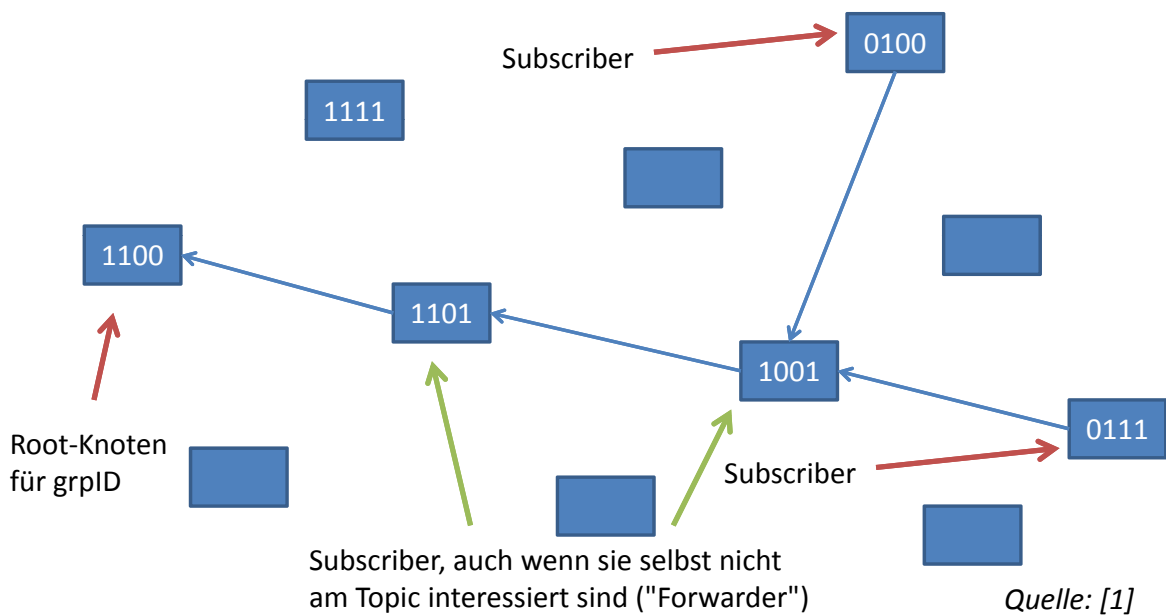 0100
Subscriber
1111
1100
1101
1001
0111
Root-Knoten
für grpID
Subscriber
Subscriber, auch wenn sie selbst nicht
am Topic interessiert sind ("Forwarder")
Quelle: [1]